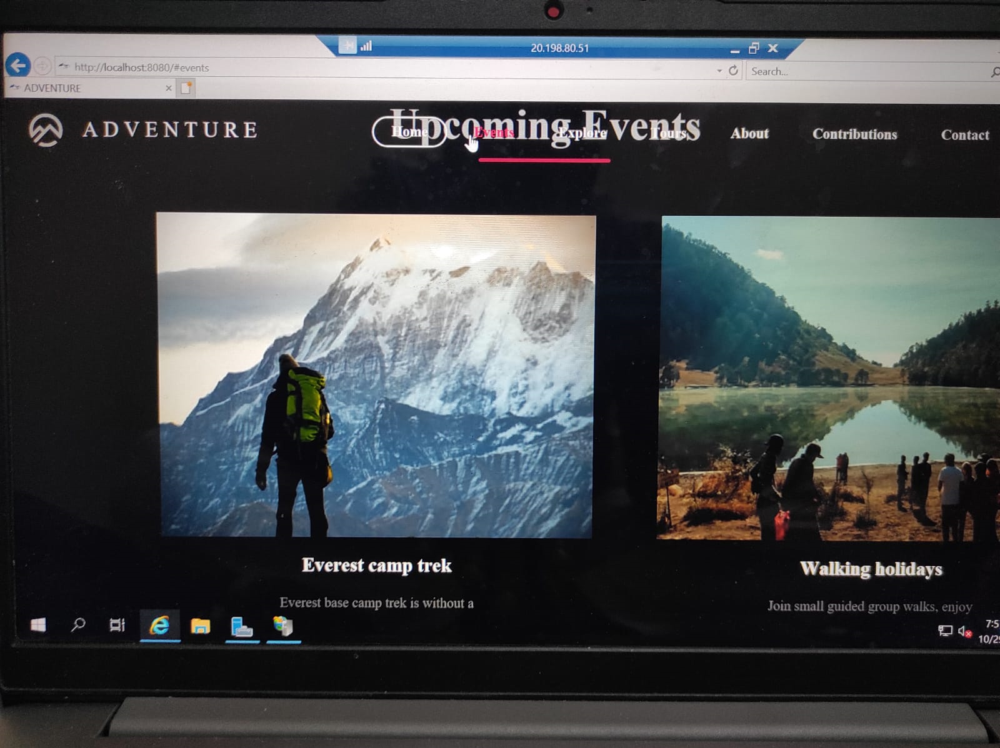 20.198.80.51
http://localhost:8080/#events
Search...
ADVENTURE
ADVENTURE
Upcoming Events
Home Events Explore Tours About Contributions Contact
Everest camp trek
Walking holidays
Everest base camp trek is without a
Join small guided group walks, enjoy
7:5
10/2